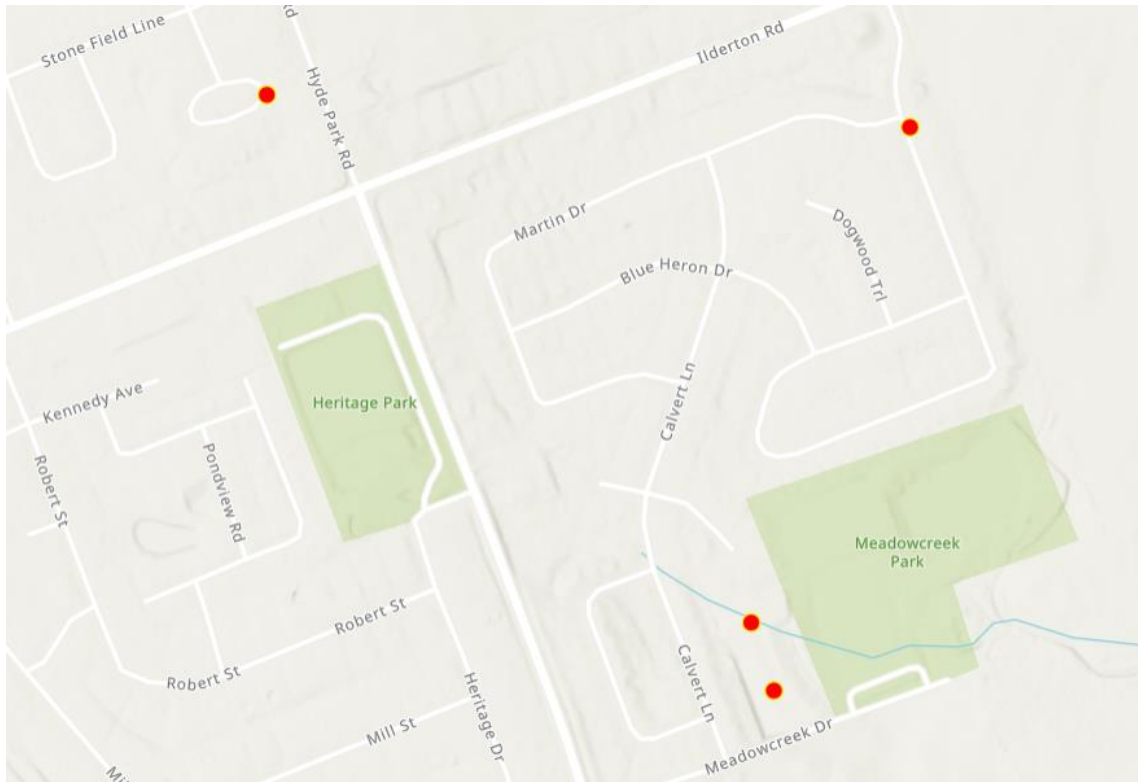 Stone Field Line
Rd
Hyde Park Rd
Ilderton Rd
Martin Dr
Blue Heron Dr
Dogwood Trl
Kennedy Ave
Heritage Park
Calvert Ln
Robert St
Pondview Rd
Meadowcreek
Park
Robert St
Robert St
Calvert Ln
Heritage Dr
Mill St
Meadowcreek Dr